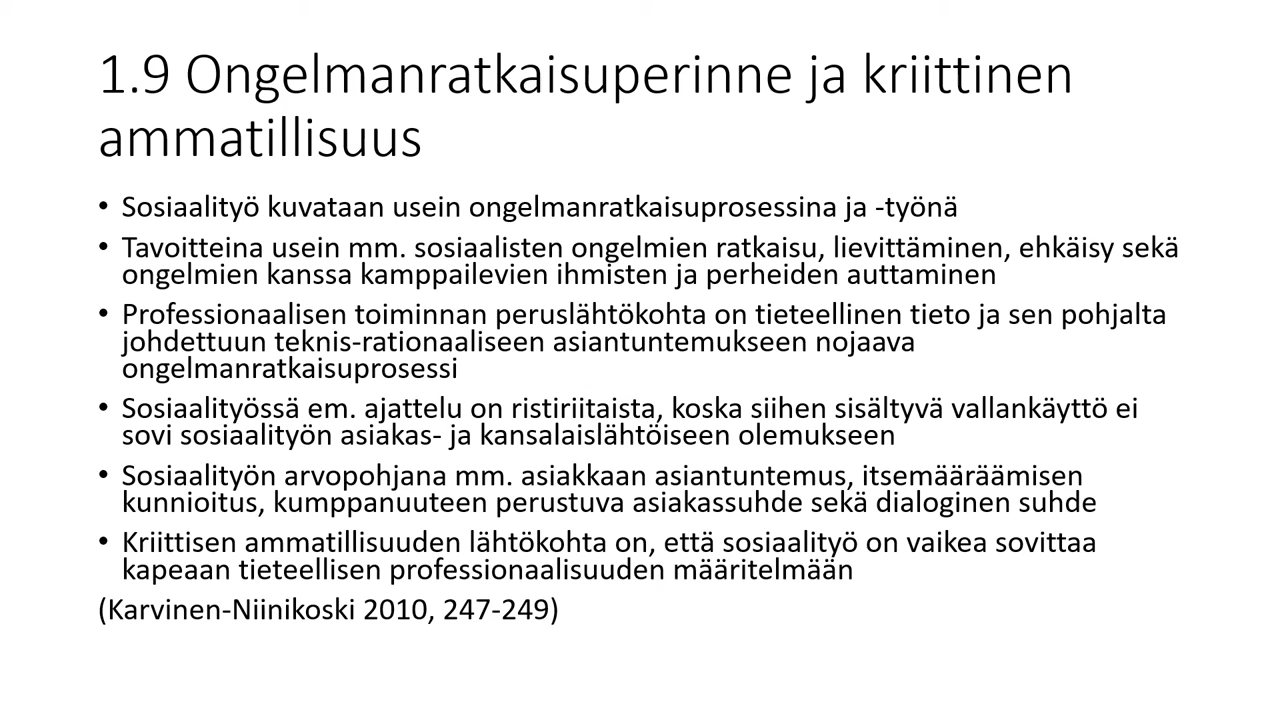 1.9 Ongelmanratkaisuperinne ja kriittinen
ammatillisuus
• Sosiaalityö kuvataan usein ongelmanratkaisuprosessina ja -työnä
• Tavoitteina usein mm. sosiaalisten ongelmien ratkaisu, lievittäminen, ehkäisy sekä
ongelmien kanssa kamppailevien ihmisten ja perheiden auttaminen
• Professionaalisen toiminnan peruslähtökohta on tieteellinen tieto ja sen pohjalta
johdettuun teknis-rationaaliseen asiantuntemukseen nojaava
ongelmanratkaisuprosessi
• Sosiaalityössä em. ajattelu on ristiriitaista, koska siihen sisältyvä vallankäyttö ei
sovi sosiaalityön asiakas- ja kansalaislähtöiseen olemukseen
• Sosiaalityön arvopohjana mm. asiakkaan asiantuntemus, itsemääräämisen
kunnioitus, kumppanuuteen perustuva asiakassuhde sekä dialoginen suhde
• Kriittisen ammatillisuuden lähtökohta on, että sosiaalityö on vaikea sovittaa
kapeaan tieteellisen professionaalisuuden määritelmään
(Karvinen-Niinikoski 2010, 247-249)